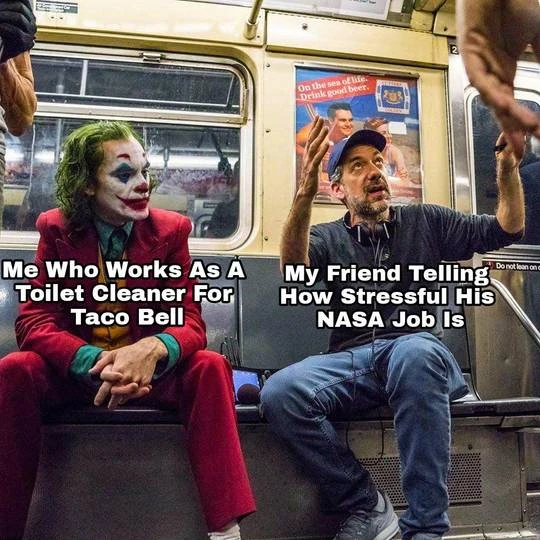 On the sea of life.
Drink good beer.
2
Me Who Works As A
Toilet Cleaner For
Taco Bell
My Friend Telling
How Stressful His
NASA Job Is
Do not lean on